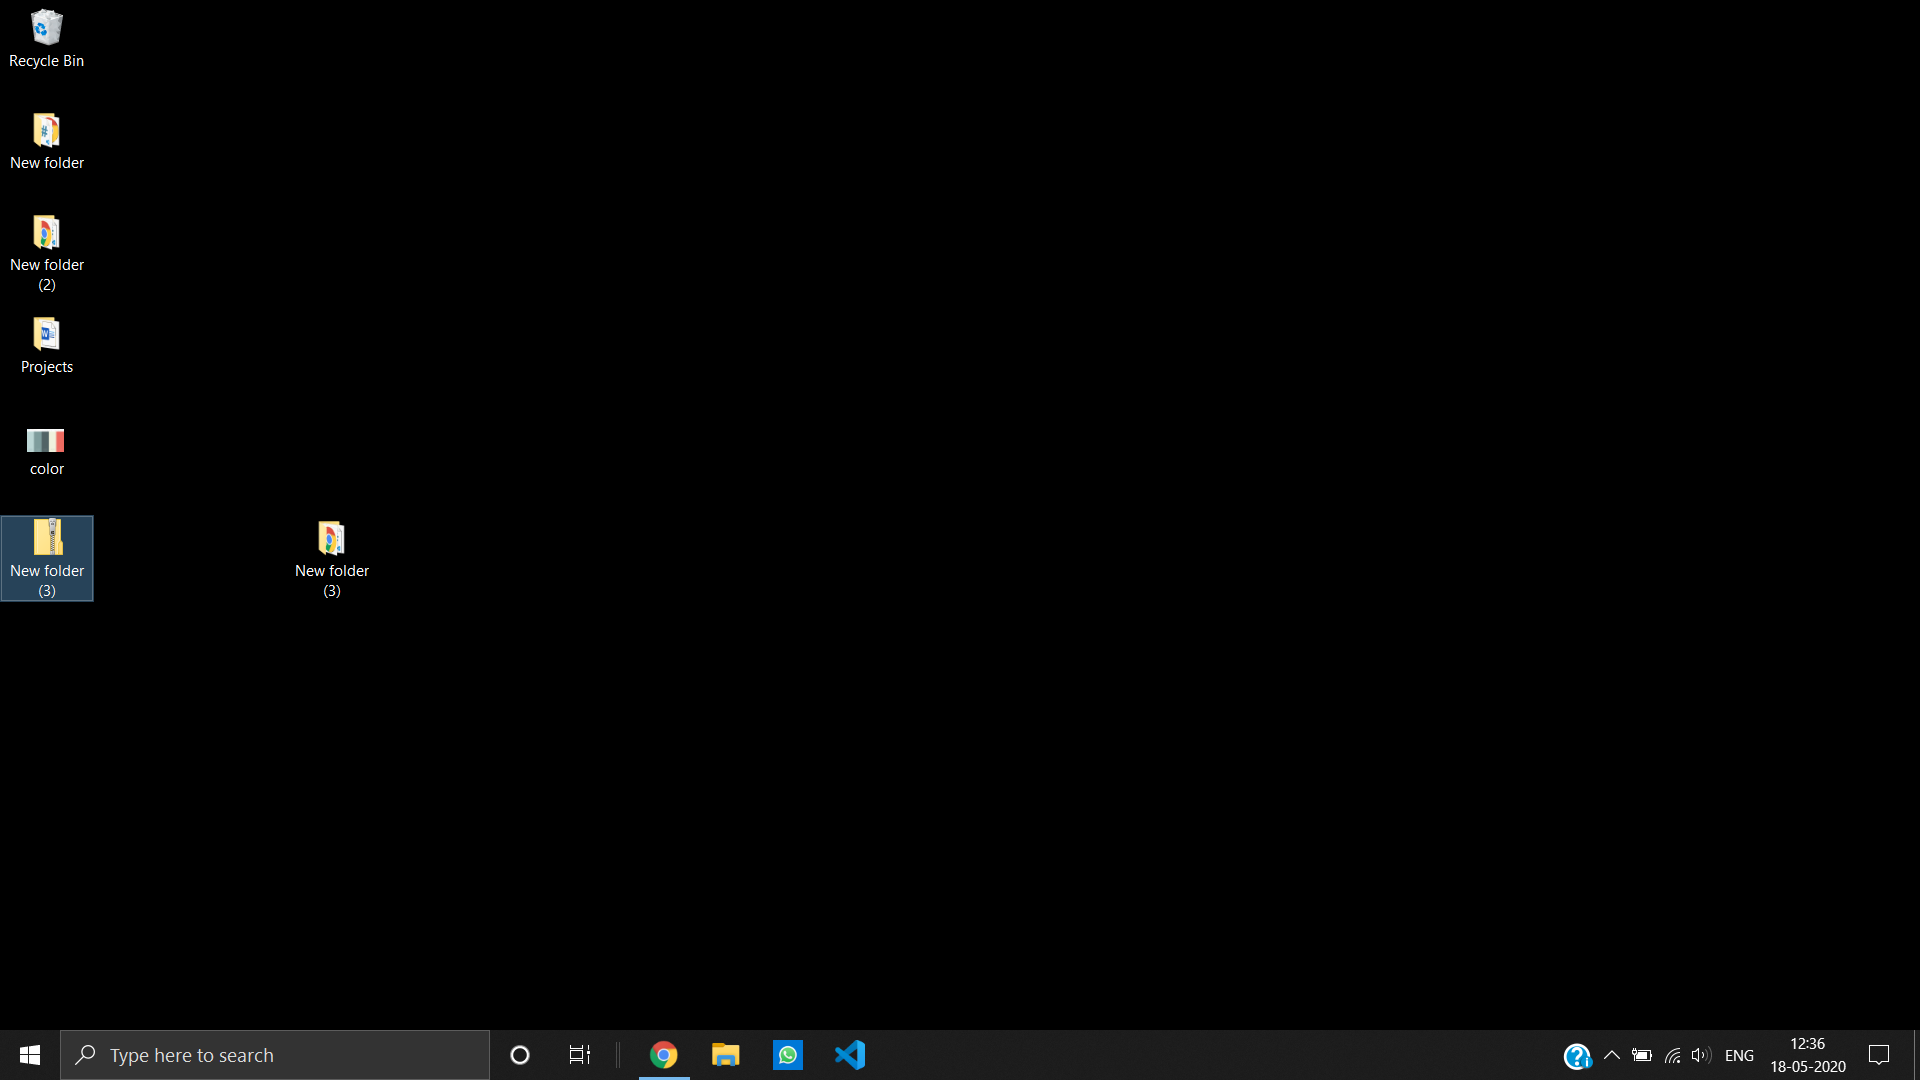 Recycle Bin
New folder
New folder
(2)
Projects
color
New folder
(3)
New folder
(3)
Type here to search
ENG
12:36
18-05-2020